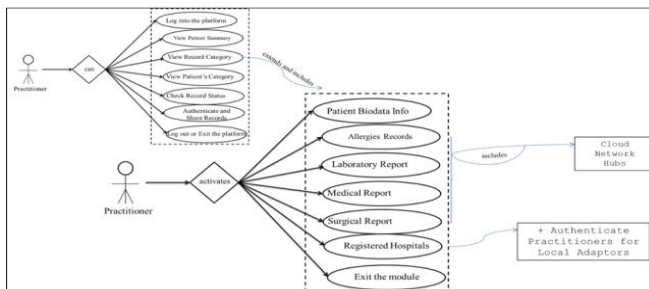 Log into the platform
View Patient Summary
View Record Category
View Patient's Category
Check Record Status
Authenticate and
Share Records
Log out or Exit the platform
Practitioner
extends and includes
Patient Biodata Info
Allergies Records
Laboratory Report
Medical Report
Surgical Report
Registered Hospitals
Exit the module
activates
Practitioner
includes
Cloud
Network
Hubs
+ Authenticate
Practitioners for
Local Adaptors